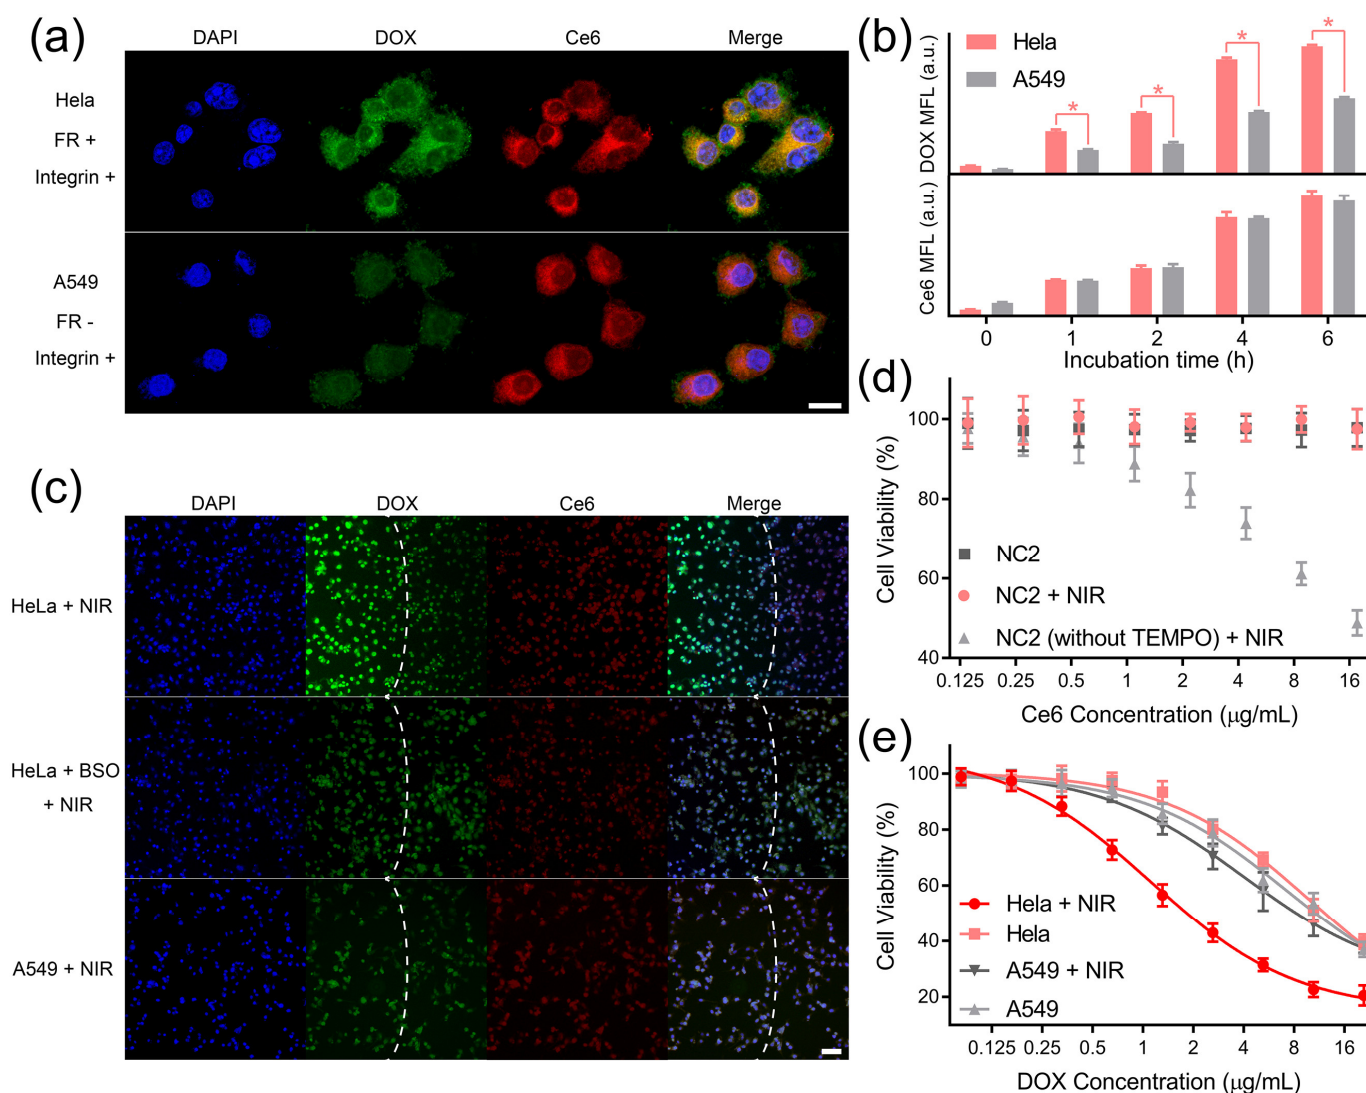 (a)
DAPI DOX Ce6 Merge
Hela
FR +
Integrin +
A549
FR -
Integrin +
(b)
Hela
A549
* * * *
DOX MFL (a.u.)
Ce6 MFL (a.u.)
0 1 2 4 6
Incubation time (h)
(c)
DAPI DOX Ce6 Merge
HeLa + NIR
HeLa + BSO
+ NIR
A549 + NIR
(d)
Cell Viability (%)
100
80
60
40
NC2
NC2 + NIR
NC2 (without TEMPO) + NIR
0.125 0.25 0.5 1 2 4 8 16
Ce6 Concentration (μg/mL)
(e)
Cell Viability (%)
100
80
60
40
20
Hela + NIR
Hela
A549 + NIR
A549
0.125 0.25 0.5 1 2 4 8 16
DOX Concentration (μg/mL)